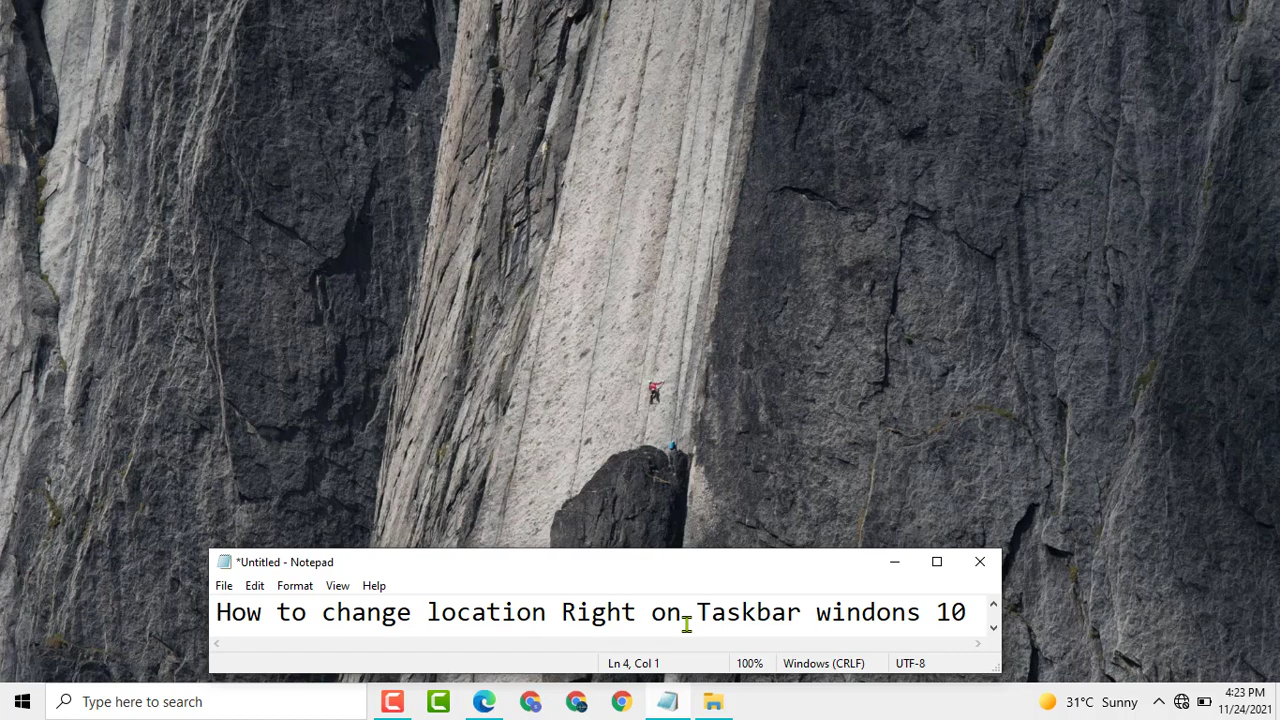 *Untitled - Notepad
File Edit Format View Help
How to change location Right on Taskbar windons 10
Ln 4, Col 1 100% Windows (CRLF) UTF-8
Type here to search
31°C Sunny
4:23 PM
11/24/2021